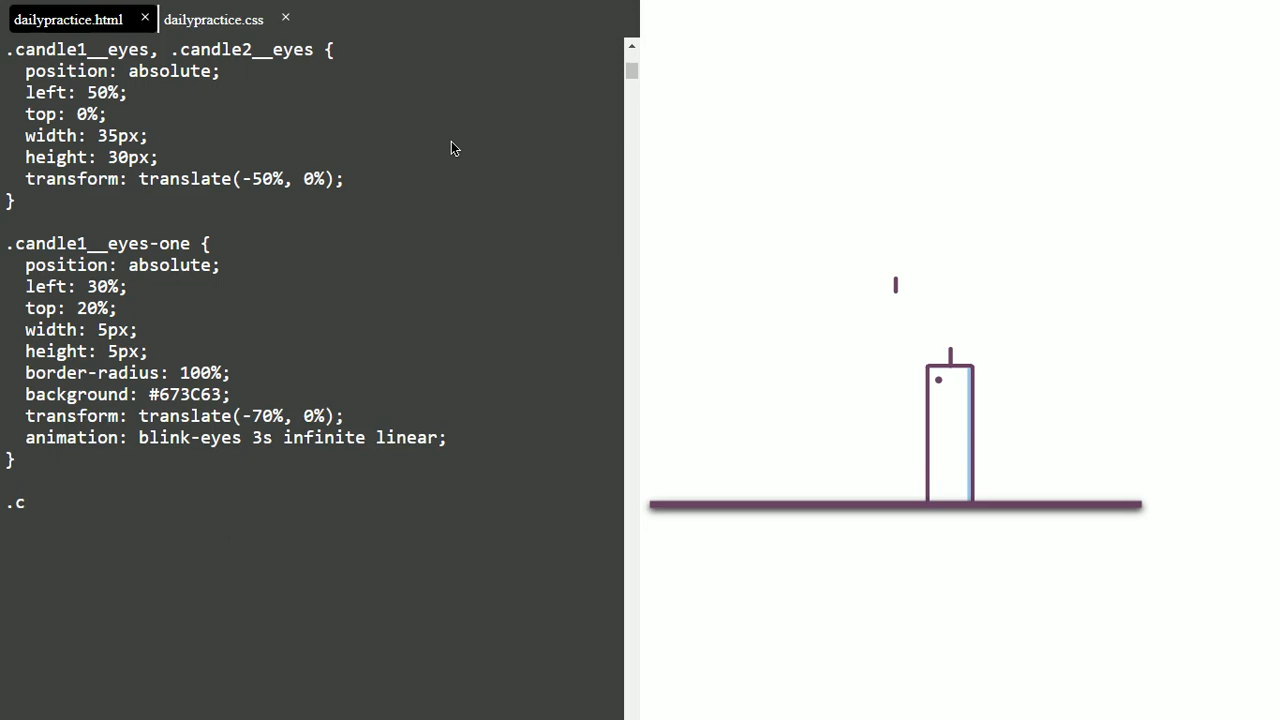 dailypractice.html × dailypractice.css ×
.candle1__eyes, .candle2__eyes {
position: absolute;
left: 50%;
top: 0%;
width: 35px;
height: 30px;
transform: translate(-50%, 0%);
}
.candle1__eyes-one {
position: absolute;
left: 30%;
top: 20%;
width: 5px;
height: 5px;
border-radius: 100%;
background: #673C63;
transform: translate(-70%, 0%);
animation: blink-eyes 3s infinite linear;
}
.c